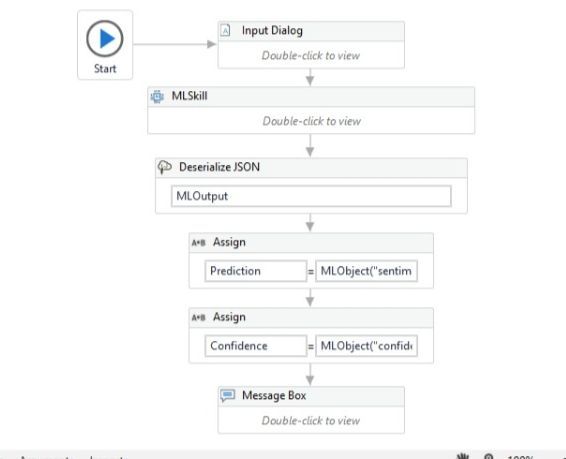 Start
Input Dialog
Double-click to view
MLSkill
Double-click to view
Deserialize JSON
MLOutput
A+B Assign
Prediction = MLObject("sentim
A+B Assign
Confidence = MLObject("confid
Message Box
Double-click to view
100%